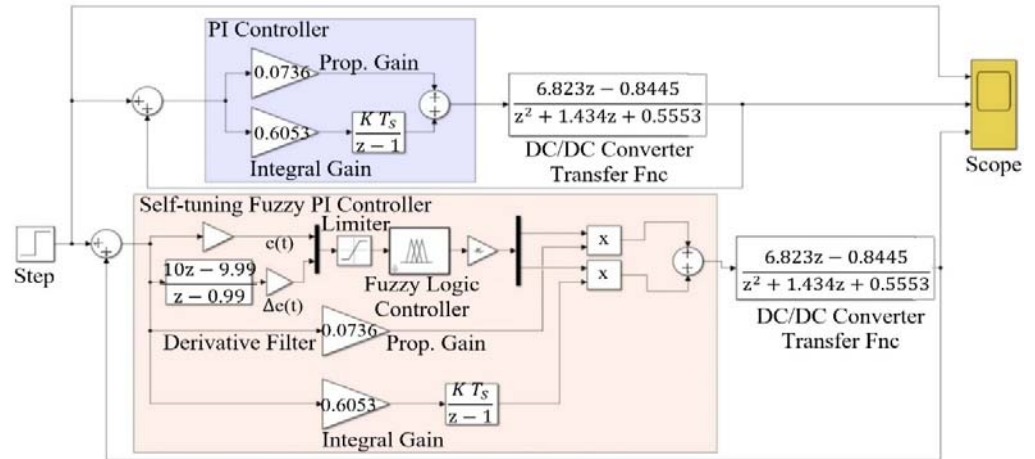 PI Controller
0.0736
Prop. Gain
0.6053
K T_S
z − 1
Integral Gain
+
+
+
+
6.823z − 0.8445
z² + 1.434z + 0.5553
DC/DC Converter
Transfer Fnc
Scope
Step
+
+
Self-tuning Fuzzy PI Controller
e(t)
Limiter
10z − 9.99
z − 0.99
Δe(t)
Fuzzy Logic
Controller
x
x
+
+
6.823z − 0.8445
z² + 1.434z + 0.5553
DC/DC Converter
Transfer Fnc
Derivative Filter
0.0736
Prop. Gain
0.6053
K T_S
z − 1
Integral Gain